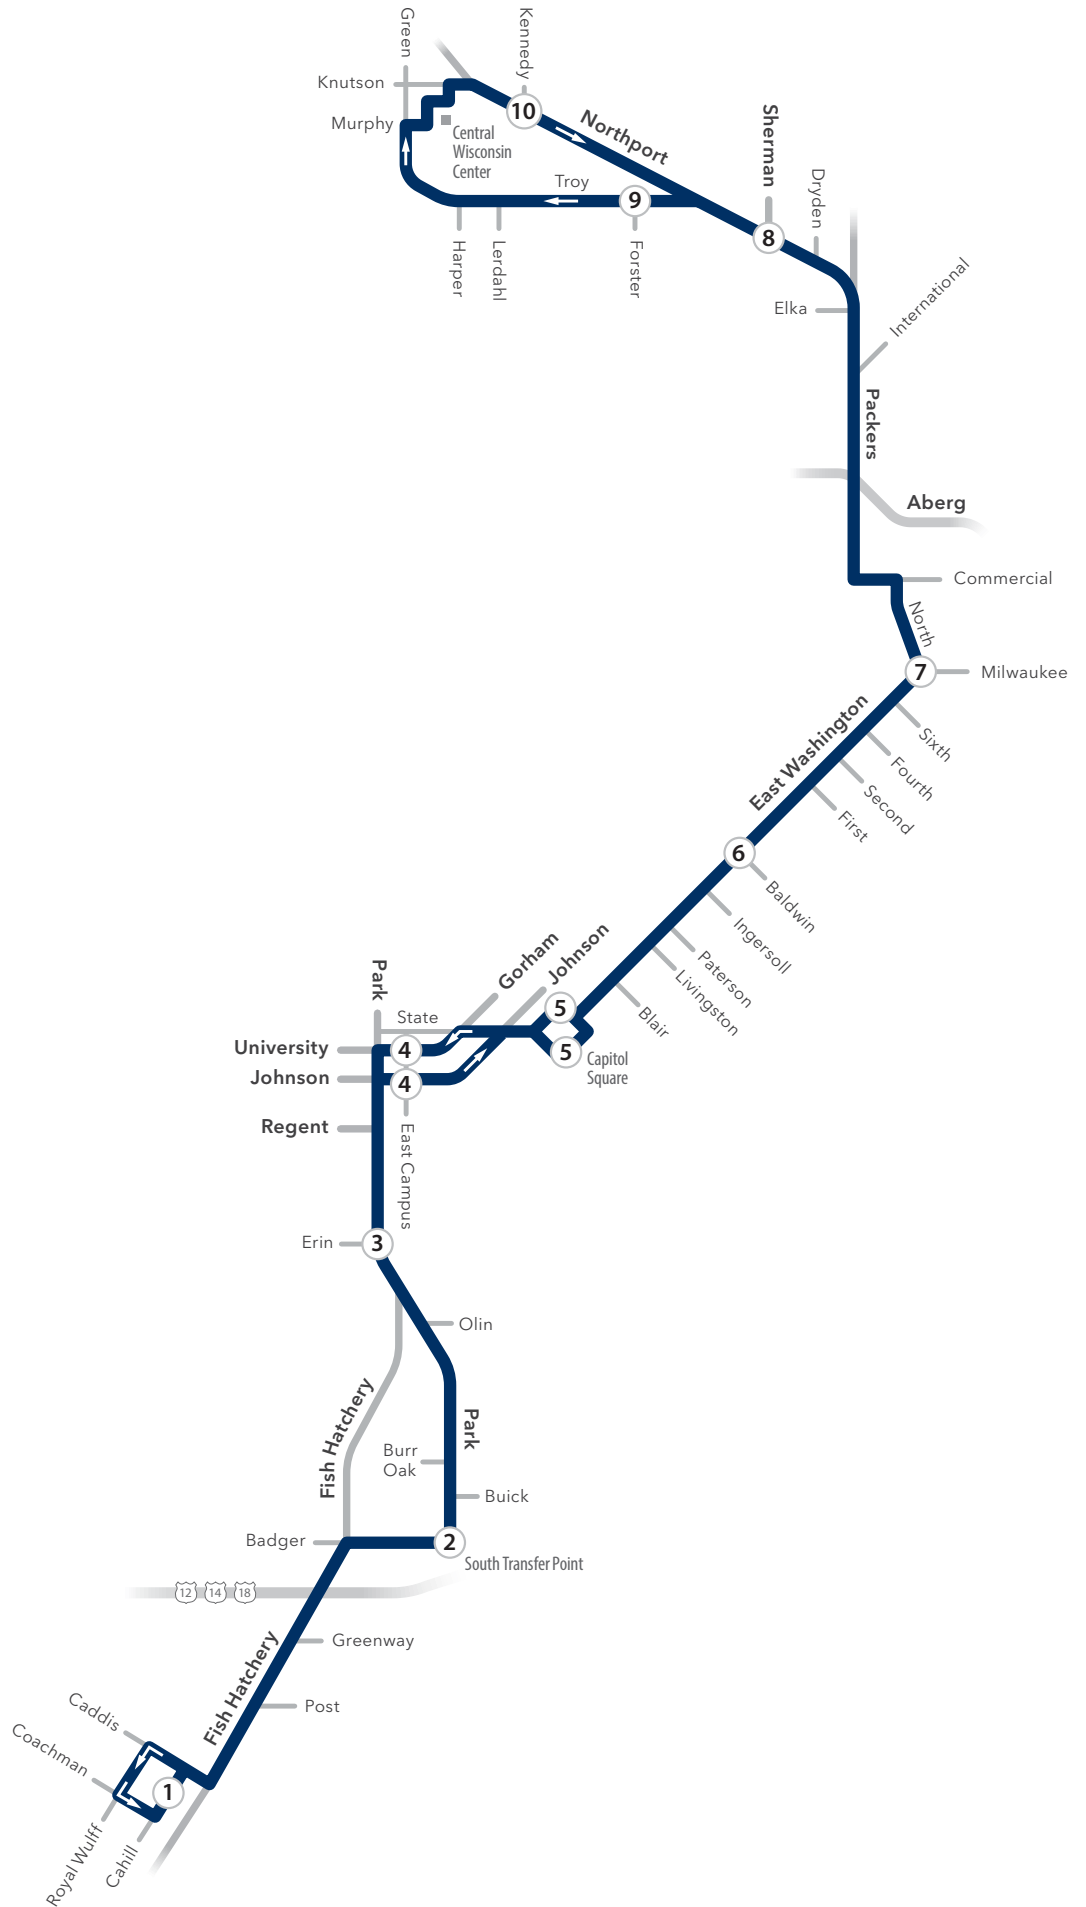 Green
Kennedy
Knutson
10
Murphy
Northport
Central
Wisconsin
Center
Sherman
Troy
Dryden
9
8
Harper
Lerdahl
Forster
Elka
International
Packers
Aberg
Commercial
North
7
Milwaukee
Sixth
East Washington
Fourth
Second
First
6
Baldwin
Ingersoll
Paterson
Livingston
Blair
Gorham
Johnson
Park
State
5
University
4
5
Capitol
Square
Johnson
4
Regent
East Campus
Erin
3
Olin
Fish Hatchery
Park
Burr
Oak
Buick
Badger
2
South Transfer Point
12
14
18
Greenway
Fish Hatchery
Post
Caddis
Coachman
1
Royal Wulff
Cahill